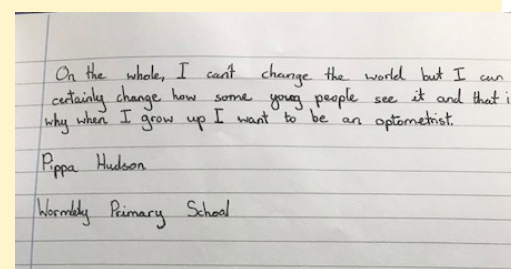 On the whole, I can't change the world but I can
certainly change how some young people see it and that i
why when I grow up I want to be an optometrist.
Pippa Hudson
Wormley Primary School